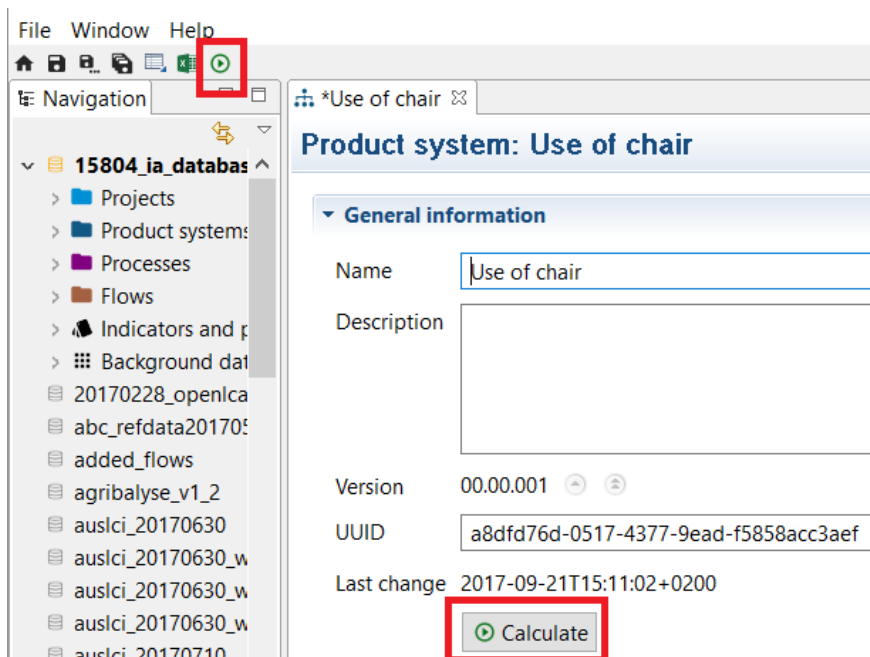 File Window Help
Navigation
*Use of chair
15804_ia_databas
Product system: Use of chair
Projects
Product systems
Processes
Flows
Indicators and p
Background dat
20170228_openlca
abc_refdata201705
added_flows
agribalyse_v1_2
auslci_20170630
auslci_20170630_w
auslci_20170630_w
auslci_20170630_w
auslci_20170710
General information
Name Use of chair
Description
Version 00.00.001
UUID a8dfd76d-0517-4377-9ead-f5858acc3aef
Last change 2017-09-21T15:11:02+0200
Calculate